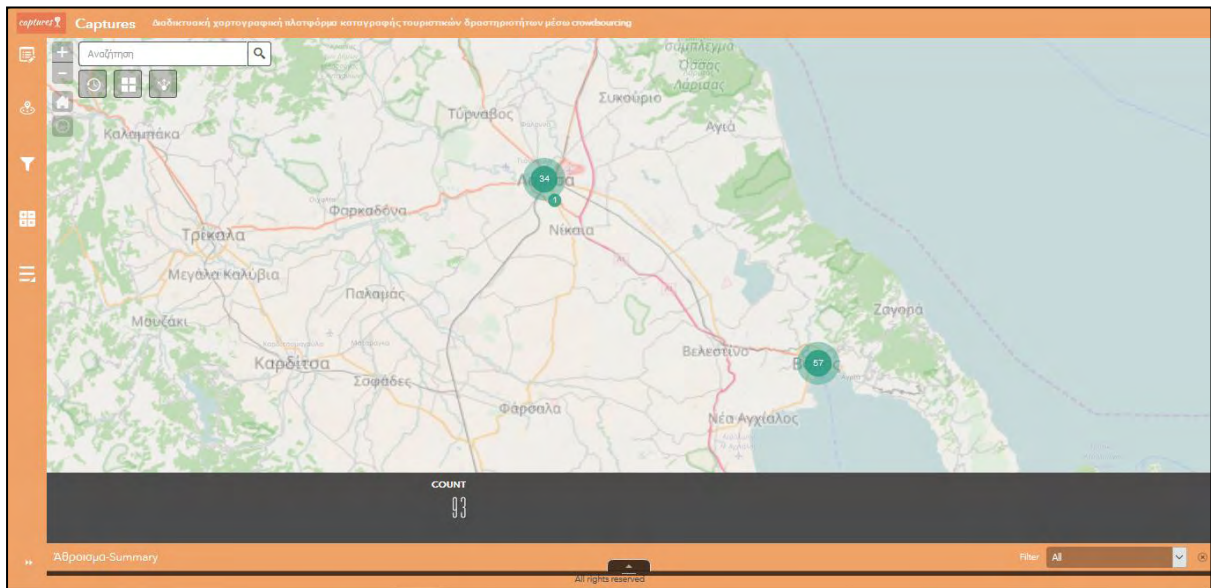 captures
Captures Διαδικτυακή χαρτογραφική πλατφόρμα καταγραφής τουριστικών δραστηριοτήτων μέσω crowdsourcing
+
Αναζήτηση
−
σύμπλεγμα
Όσσας
Λάρισας
Συκούριο
Τύρναβος
Αγιά
Καλαμπάκα
34
1
Φαρκαδόνα
Νίκαια
Τρίκαλα
Μεγάλα Καλύβια
Παλαμάς
Μουζάκι
Ζαγορά
Βελεστίνο
57
Καρδίτσα
Σοφάδες
Φάρσαλα
Νέα Αγχίαλος
COUNT
93
Άθροισμα-Summary
Filter All
All rights reserved